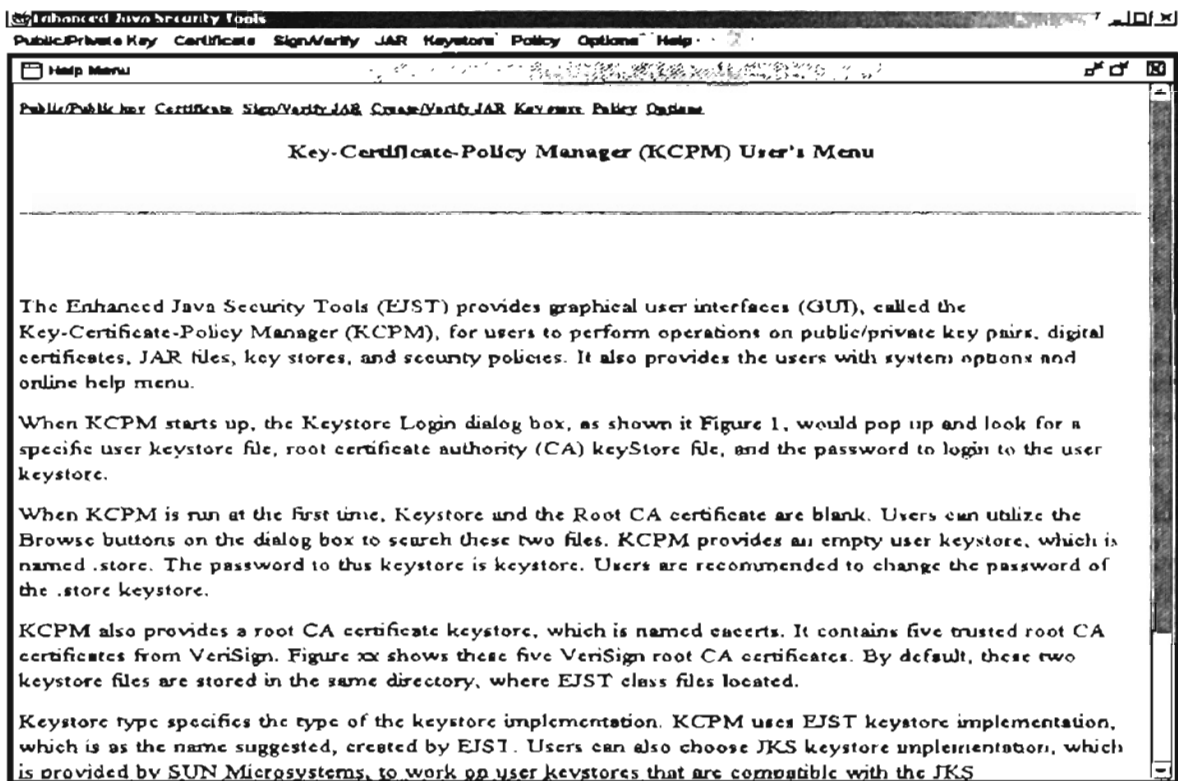 Enhanced Java Security Tools
Public/Private Key Certificate Sign/Verify JAR Keystore Policy Options Help
Help Menu
Public/Public key Certificate Sign/Verify JAR Create/Verify JAR Keystore Policy Options
Key-Certificate-Policy Manager (KCPM) User's Menu
The Enhanced Java Security Tools (EJST) provides graphical user interfaces (GUI), called the
Key-Certificate-Policy Manager (KCPM), for users to perform operations on public/private key pairs, digital
certificates, JAR files, key stores, and security policies. It also provides the users with system options and
online help menu.
When KCPM starts up, the Keystore Login dialog box, as shown it Figure 1, would pop up and look for a
specific user keystore file, root certificate authority (CA) keyStore file, and the password to login to the user
keystore.
When KCPM is run at the first time, Keystore and the Root CA certificate are blank. Users can utilize the
Browse buttons on the dialog box to search these two files. KCPM provides an empty user keystore, which is
named .store. The password to this keystore is keystore. Users are recommended to change the password of
the .store keystore.
KCPM also provides a root CA certificate keystore, which is named cacerts. It contains five trusted root CA
certificates from VeriSign. Figure xx shows these five VeriSign root CA certificates. By default, these two
keystore files are stored in the same directory, where EJST class files located.
Keystore type specifies the type of the keystore implementation. KCPM uses EJST keystore implementation,
which is as the name suggested, created by EJST. Users can also choose JKS keystore implementation, which
is provided by SUN Microsystems, to work on user keystores that are compatible with the JKS